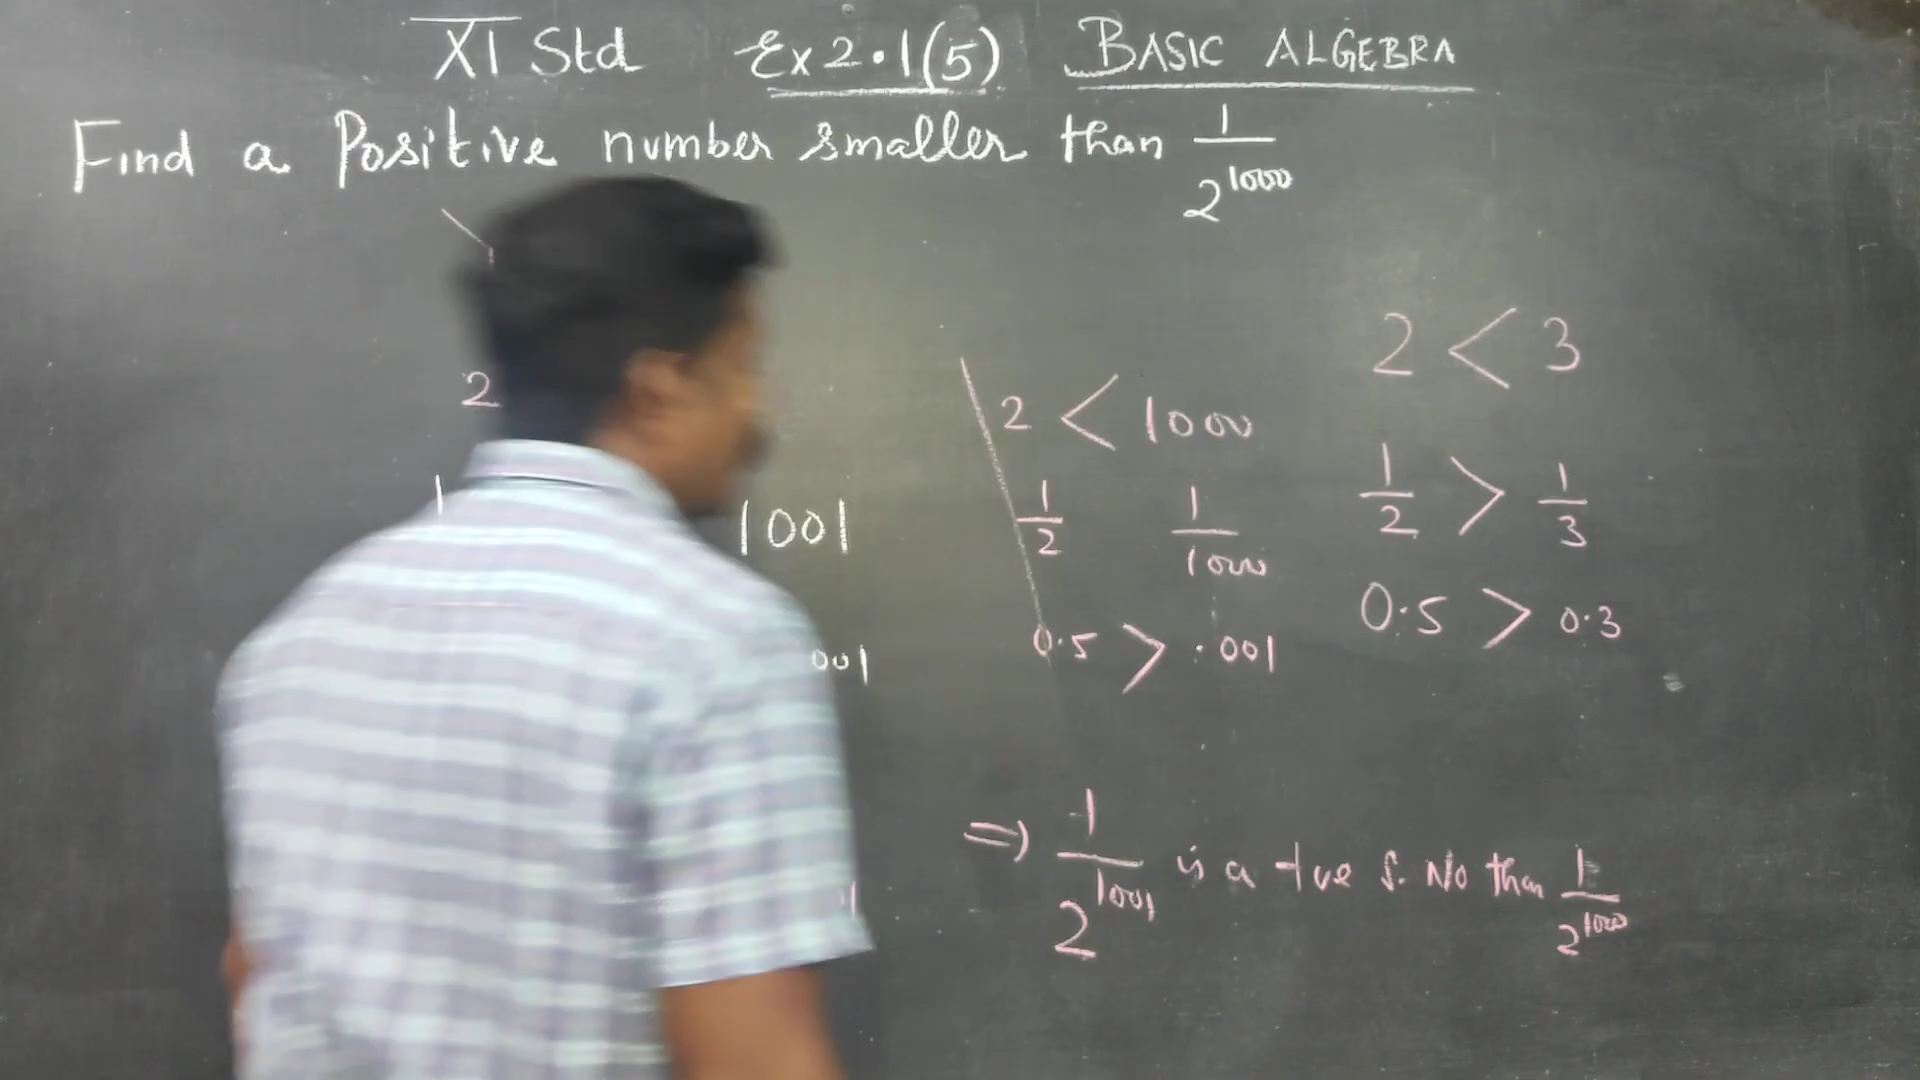 XI Std Ex 2.1(5) BASIC ALGEBRA
Find a Positive number smaller than 1/2^1000
2
1001
001
2 < 1000
1/2 1/1000
0.5 > .001
2 < 3
1/2 > 1/3
0.5 > 0.3
⇒ 1/2^1001 is a +ve S. No than 1/2^1000